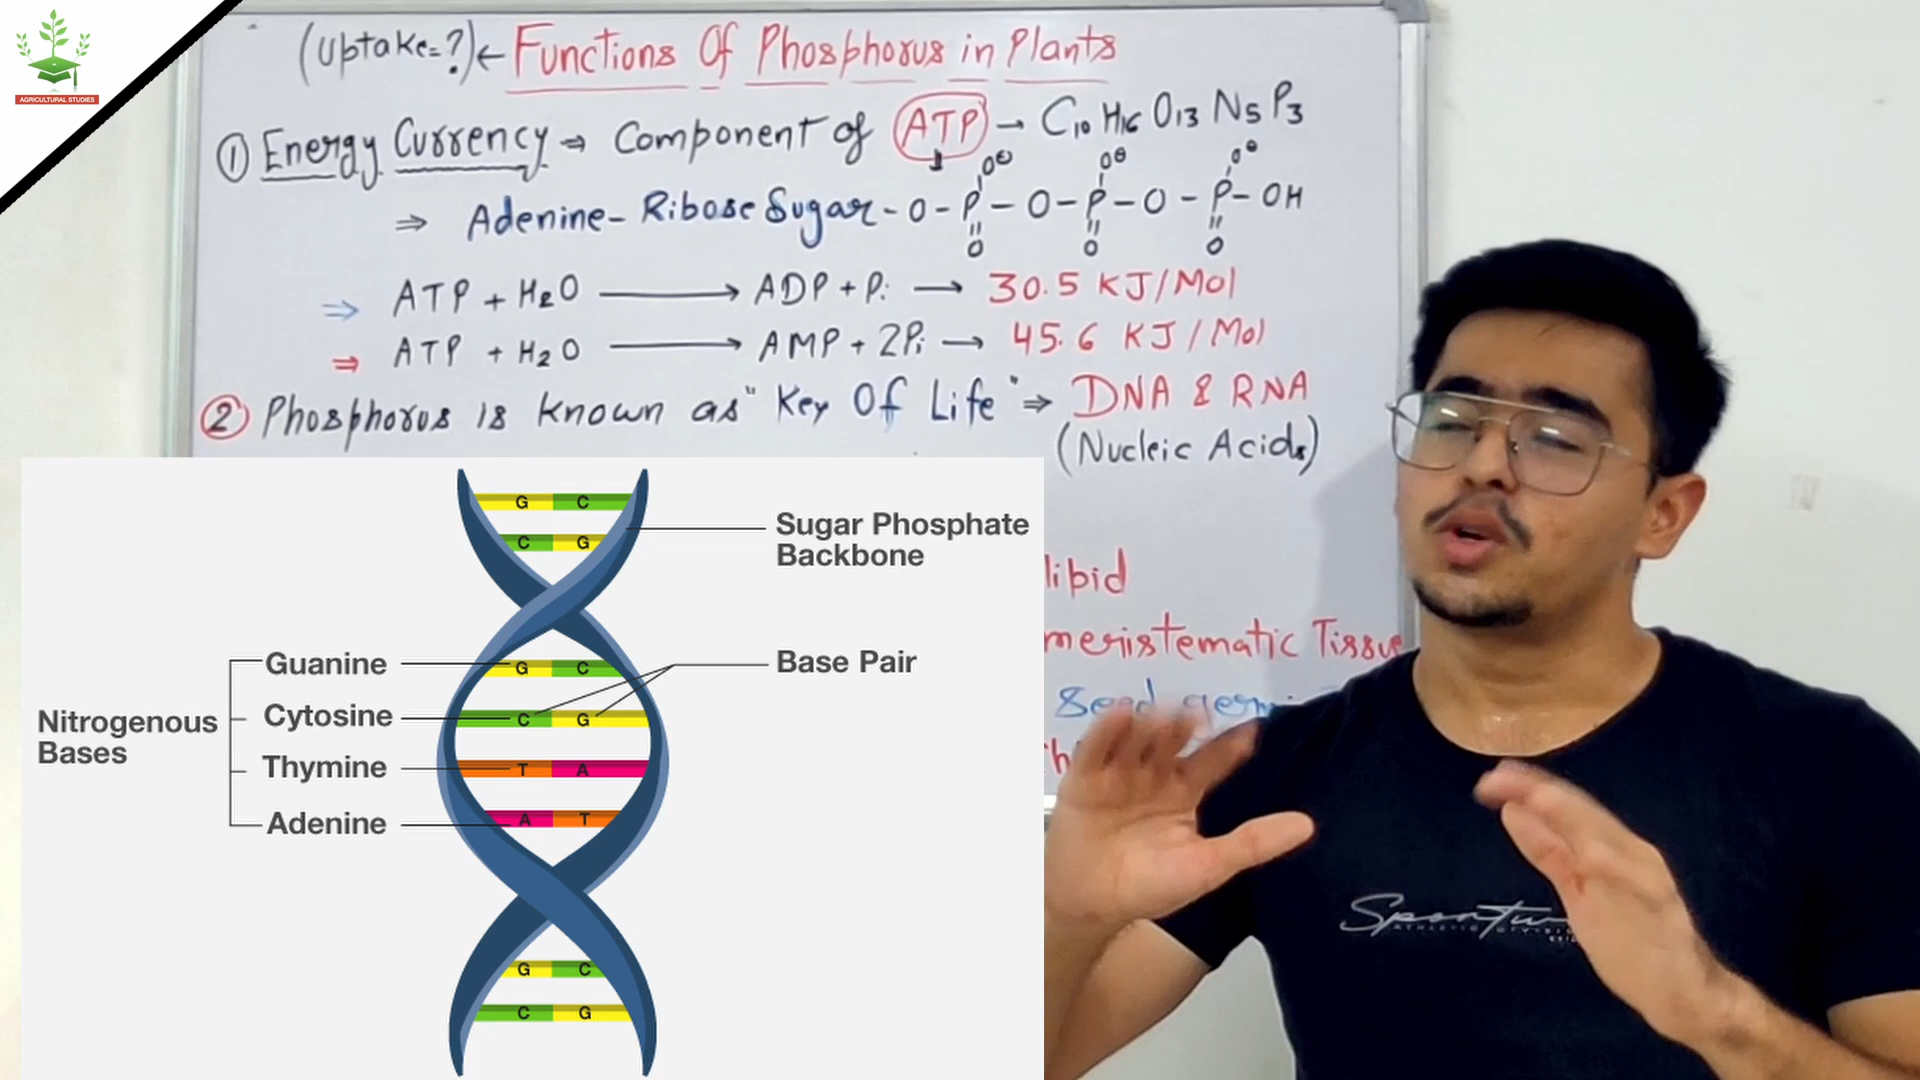 AGRICULTURAL STUDIES
(Uptake=?)← Functions Of Phosphorus in Plants
① Energy Currency ⇒ Component of ATP → C10 H16 O13 N5 P3
⇒ Adenine - Ribose Sugar - O - P - O - P - O - P - OH
⇒ ATP + H2O → ADP + Pi → 30.5 KJ/Mol
⇒ ATP + H2O → AMP + 2Pi → 45.6 KJ/Mol
② Phosphorus is known as "Key Of Life" ⇒ DNA & RNA
(Nucleic Acids)
lipid
meristematic Tissue
Seed
G C
C G
Sugar Phosphate
Backbone
Guanine G C
Base Pair
Nitrogenous
Bases
Cytosine C G
Thymine T A
Adenine A T
G C
C G